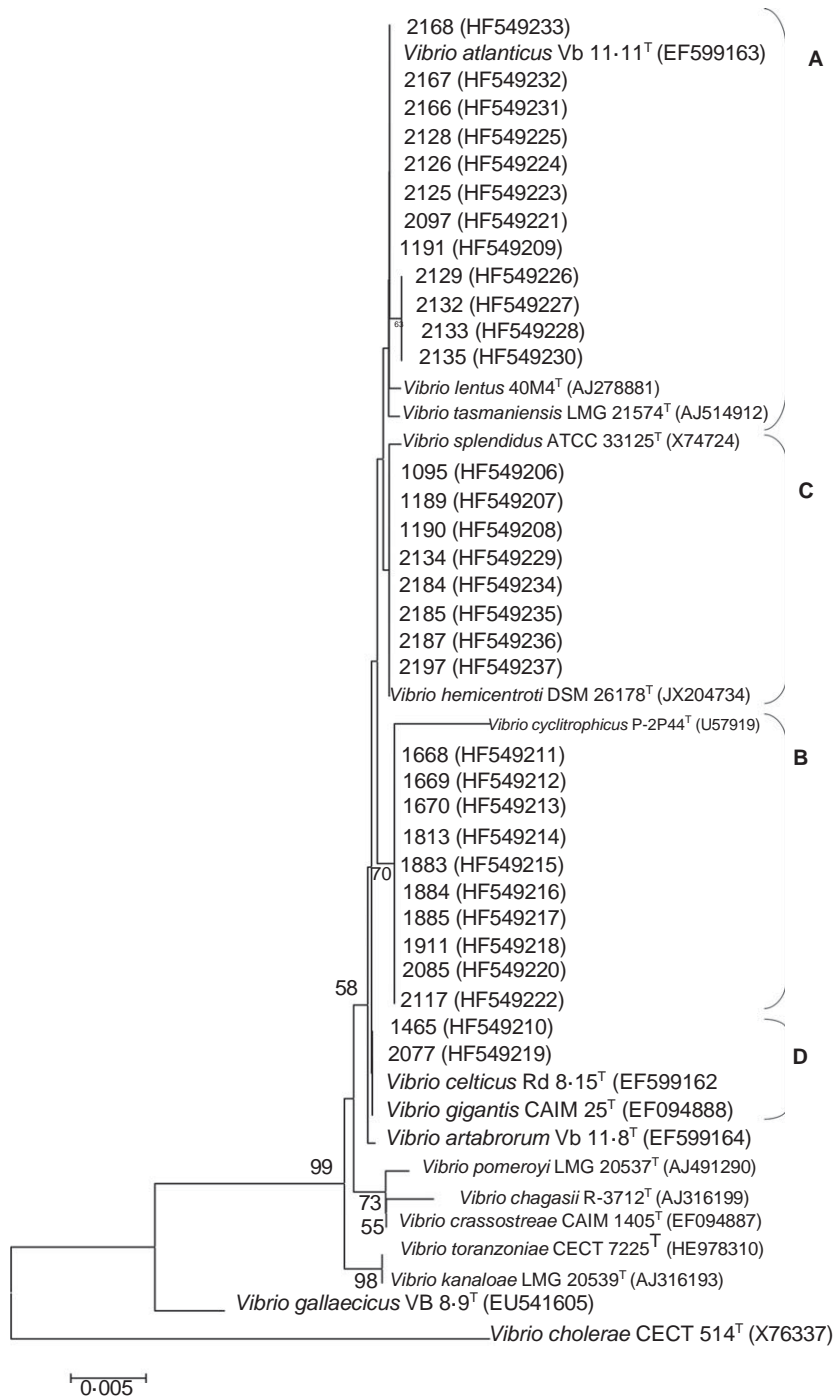 2168 (HF549233)
Vibrio atlanticus Vb 11·11ᵀ (EF599163)
A
2167 (HF549232)
2166 (HF549231)
2128 (HF549225)
2126 (HF549224)
2125 (HF549223)
2097 (HF549221)
1191 (HF549209)
2129 (HF549226)
2132 (HF549227)
63
2133 (HF549228)
2135 (HF549230)
Vibrio lentus 40M4ᵀ (AJ278881)
Vibrio tasmaniensis LMG 21574ᵀ (AJ514912)
Vibrio splendidus ATCC 33125ᵀ (X74724)
1095 (HF549206)
C
1189 (HF549207)
1190 (HF549208)
2134 (HF549229)
2184 (HF549234)
2185 (HF549235)
2187 (HF549236)
2197 (HF549237)
Vibrio hemicentroti DSM 26178ᵀ (JX204734)
Vibrio cyclitrophicus P-2P44ᵀ (U57919)
1668 (HF549211)
B
1669 (HF549212)
1670 (HF549213)
1813 (HF549214)
1883 (HF549215)
70
1884 (HF549216)
1885 (HF549217)
1911 (HF549218)
2085 (HF549220)
58
2117 (HF549222)
1465 (HF549210)
2077 (HF549219)
D
Vibrio celticus Rd 8·15ᵀ (EF599162
Vibrio gigantis CAIM 25ᵀ (EF094888)
Vibrio artabrorum Vb 11·8ᵀ (EF599164)
99
Vibrio pomeroyi LMG 20537ᵀ (AJ491290)
Vibrio chagasii R-3712ᵀ (AJ316199)
73
55
Vibrio crassostreae CAIM 1405ᵀ (EF094887)
Vibrio toranzoniae CECT 7225ᵀ (HE978310)
98
Vibrio kanaloae LMG 20539ᵀ (AJ316193)
Vibrio gallaecicus VB 8·9ᵀ (EU541605)
Vibrio cholerae CECT 514ᵀ (X76337)
0·005